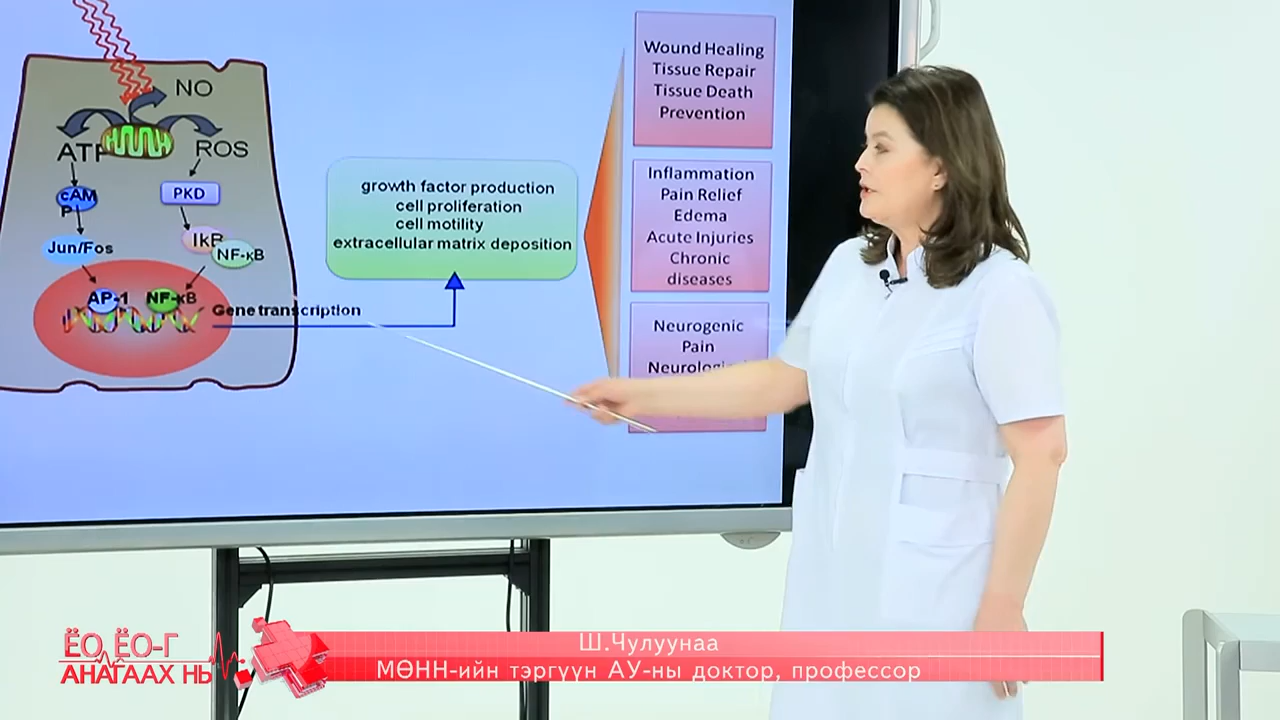 NO
ATP
ROS
cAM
P
PKD
Jun/Fos
IkB
NF-κB
AP-1
NF-κB
Gene transcription
growth factor production
cell proliferation
cell motility
extracellular matrix deposition
Wound Healing
Tissue Repair
Tissue Death
Prevention
Inflammation
Pain Relief
Edema
Acute Injuries
Chronic
diseases
Neurogenic
Pain
ЁО ЁО-Г
АНАГААХ НЬ
Ш.Чулуунаа
МӨНН-ийн тэргүүн АУ-ны доктор, профессор